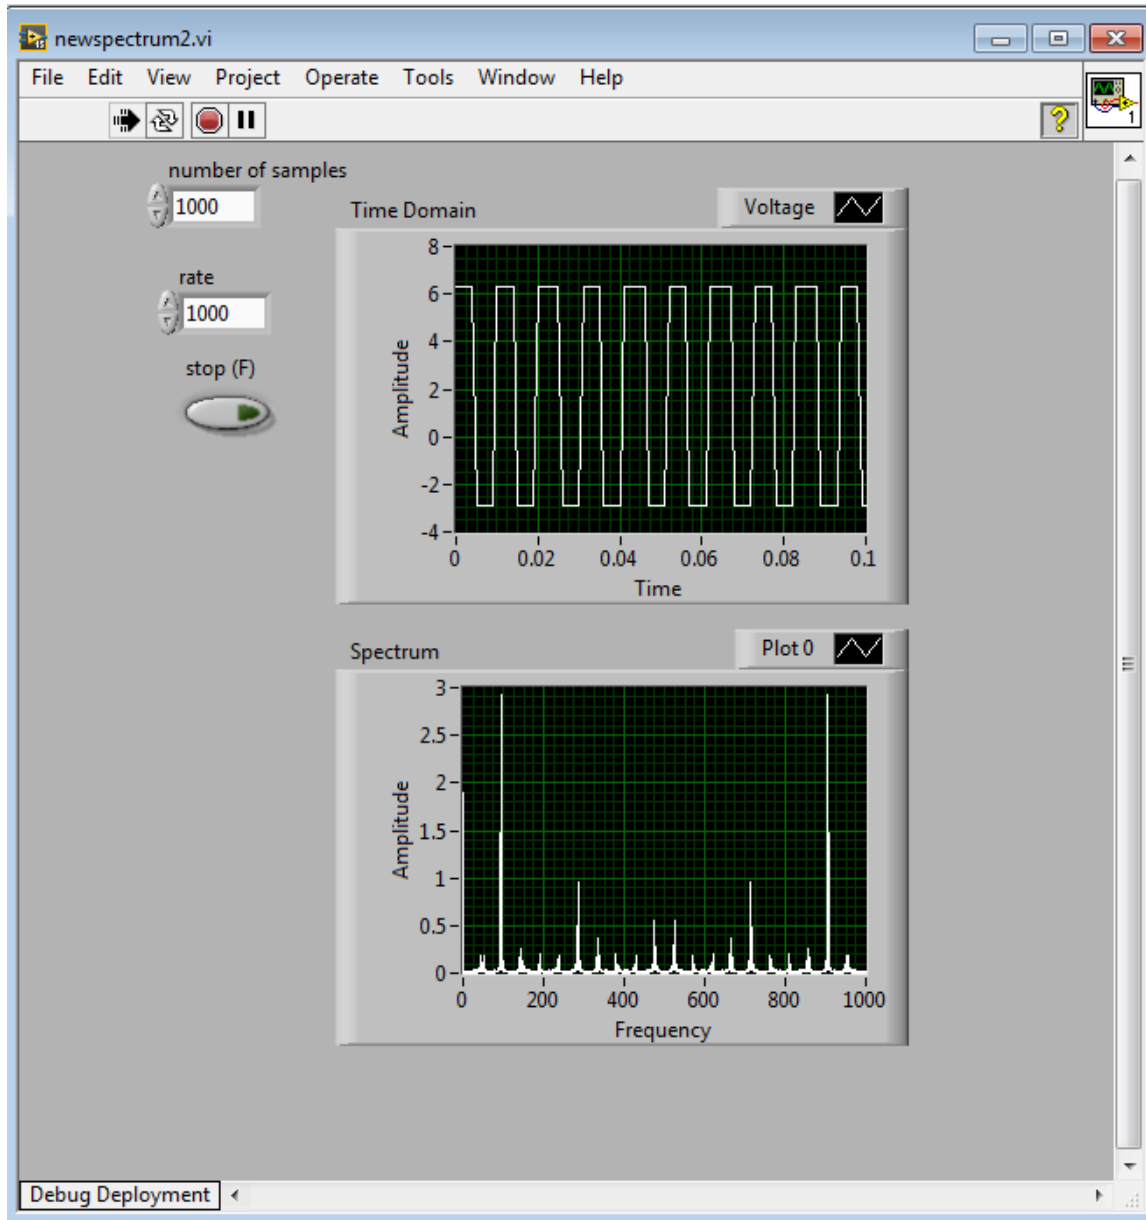 newspectrum2.vi
File Edit View Project Operate Tools Window Help
?
1
number of samples
1000
rate
1000
stop (F)
Time Domain
Voltage
Amplitude
8
6
4
2
0
-2
-4
0 0.02 0.04 0.06 0.08 0.1
Time
Spectrum
Plot 0
Amplitude
3
2.5
2
1.5
1
0.5
0
0 200 400 600 800 1000
Frequency
Debug Deployment